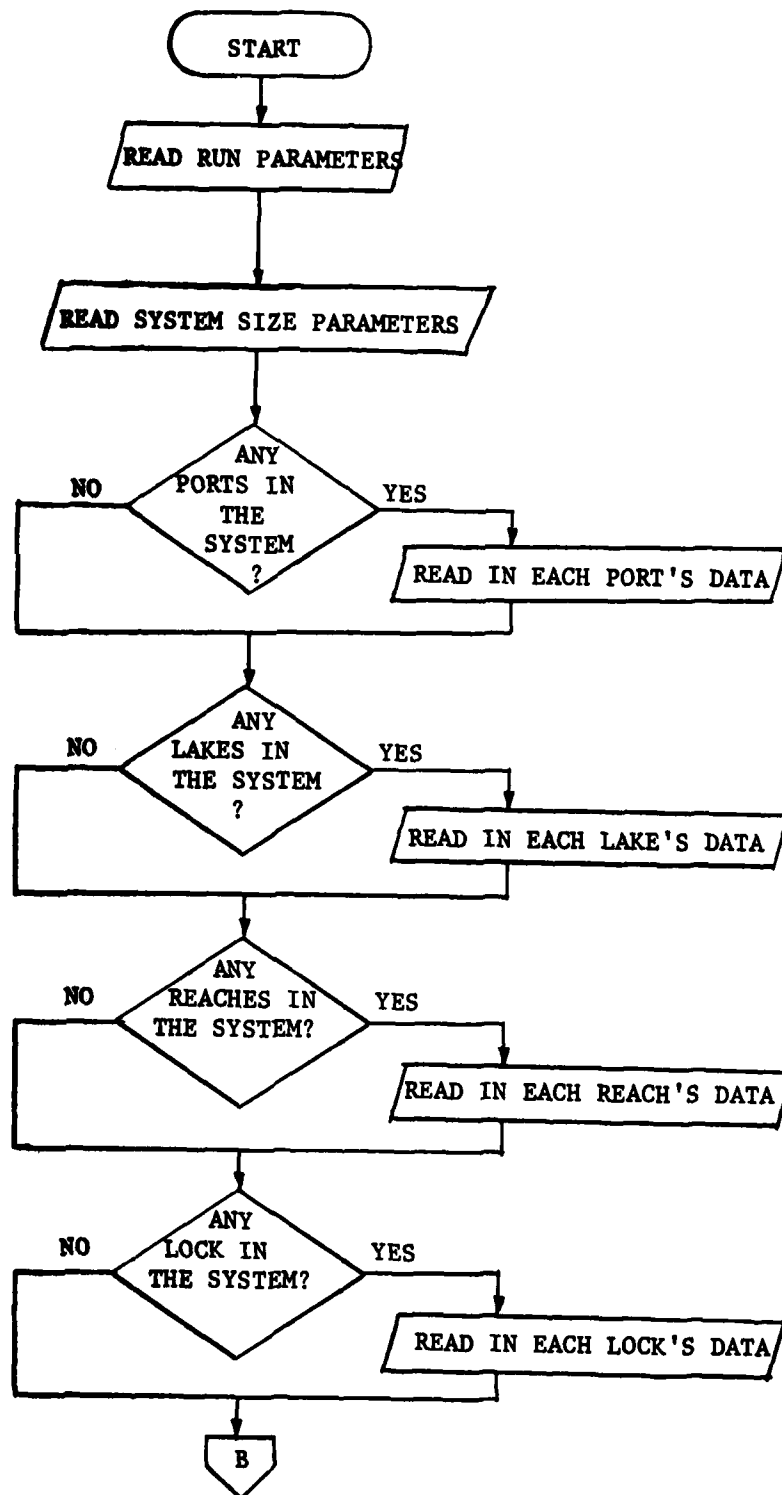 START
READ RUN PARAMETERS
READ SYSTEM SIZE PARAMETERS
ANY
PORTS IN
THE
SYSTEM
?
NO
YES
READ IN EACH PORT'S DATA
ANY
LAKES IN
THE SYSTEM
?
NO
YES
READ IN EACH LAKE'S DATA
ANY
REACHES IN
THE SYSTEM?
NO
YES
READ IN EACH REACH'S DATA
ANY
LOCK IN
THE SYSTEM?
NO
YES
READ IN EACH LOCK'S DATA
B